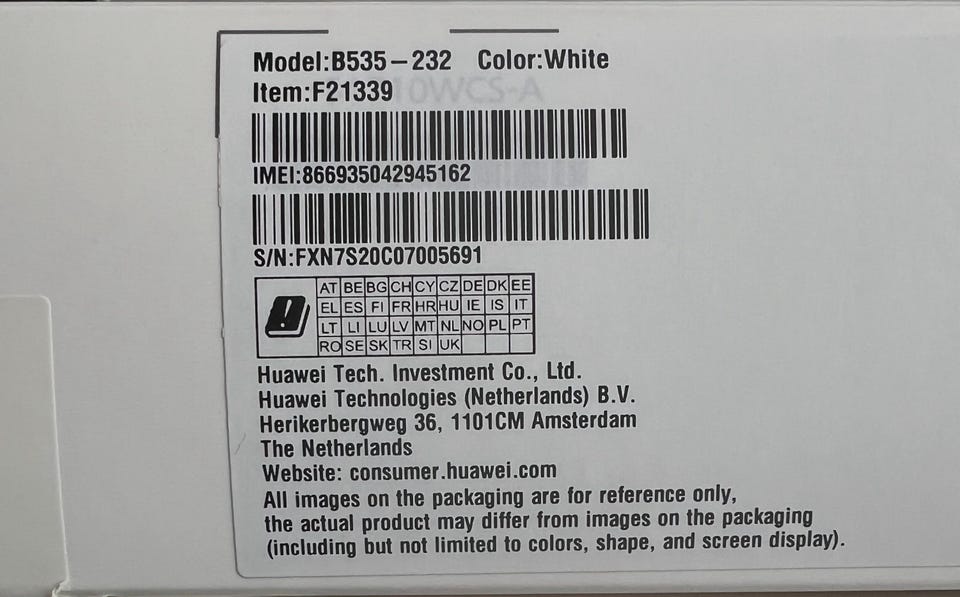 Model:B535-232 Color:White
Item:F21339
IMEI:866935042945162
S/N:FXN7S20C07005691
AT BE BG CH CY CZ DE DK EE
EL ES FI FR HR HU IE IS IT
LT LI LU LV MT NL NO PL PT
RO SE SK TR SI UK
Huawei Tech. Investment Co., Ltd.
Huawei Technologies (Netherlands) B.V.
Herikerbergweg 36, 1101CM Amsterdam
The Netherlands
Website: consumer.huawei.com
All images on the packaging are for reference only,
the actual product may differ from images on the packaging
(including but not limited to colors, shape, and screen display).